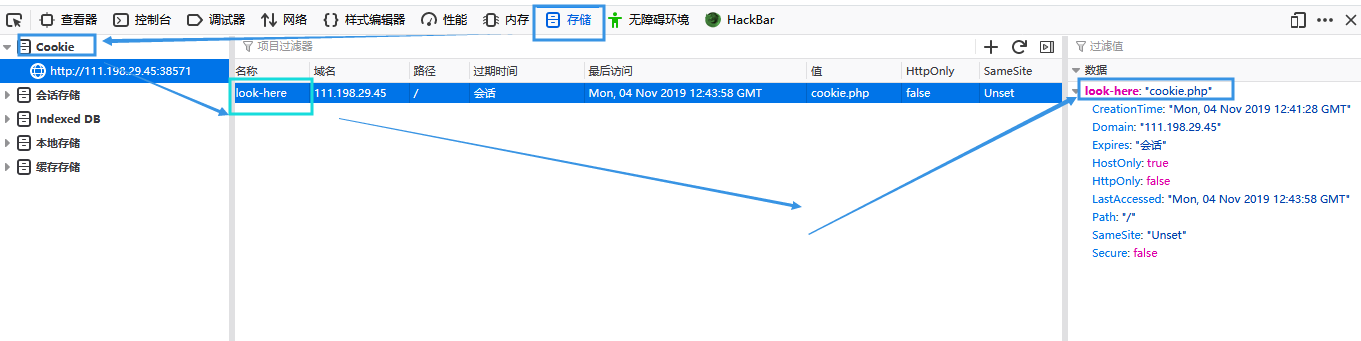 查看器 控制台 调试器 网络 样式编辑器 性能 内存 存储 无障碍环境 HackBar
Cookie
http://111.198.29.45:38571
会话存储
Indexed DB
本地存储
缓存存储
项目过滤器
名称 域名 路径 过期时间 最后访问 值 HttpOnly SameSite
look-here 111.198.29.45 / 会话 Mon, 04 Nov 2019 12:43:58 GMT cookie.php false Unset
过滤值
数据
look-here: "cookie.php"
CreationTime: "Mon, 04 Nov 2019 12:41:28 GMT"
Domain: "111.198.29.45"
Expires: "会话"
HostOnly: true
HttpOnly: false
LastAccessed: "Mon, 04 Nov 2019 12:43:58 GMT"
Path: "/"
SameSite: "Unset"
Secure: false